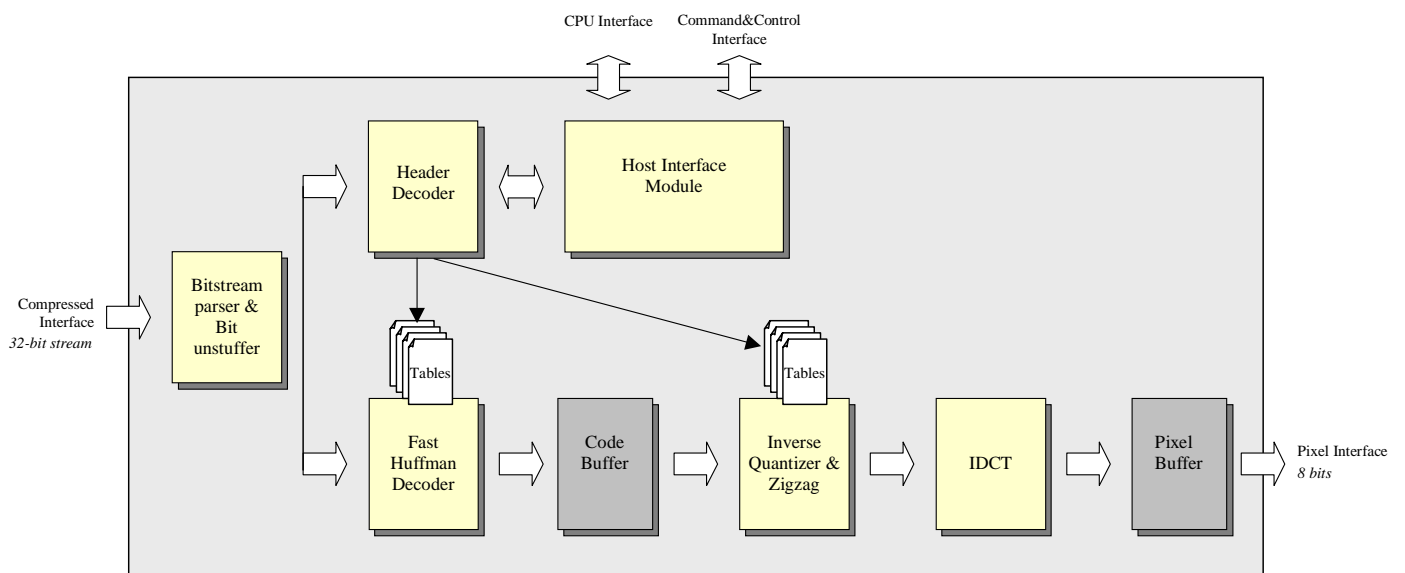 CPU Interface
Command&Control
Interface
Header
Decoder
Host Interface
Module
Bitstream
parser &
Bit
unstuffer
Compressed
Interface
32-bit stream
Tables
Tables
Fast
Huffman
Decoder
Code
Buffer
Inverse
Quantizer &
Zigzag
IDCT
Pixel
Buffer
Pixel Interface
8 bits